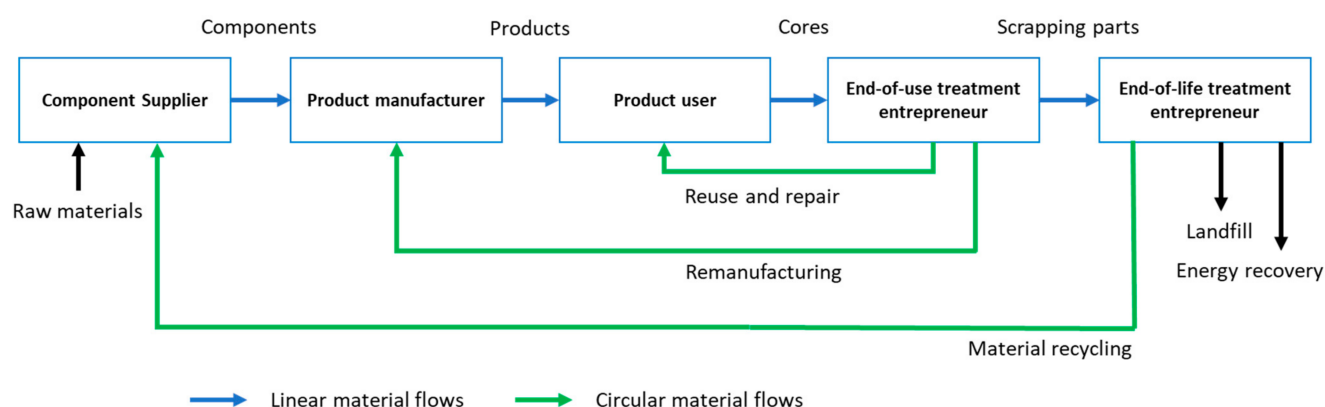 Components
Products
Cores
Scrapping parts
Component Supplier
Product manufacturer
Product user
End-of-use treatment
entrepreneur
End-of-life treatment
entrepreneur
Raw materials
Reuse and repair
Landfill
Remanufacturing
Energy recovery
Material recycling
Linear material flows
Circular material flows